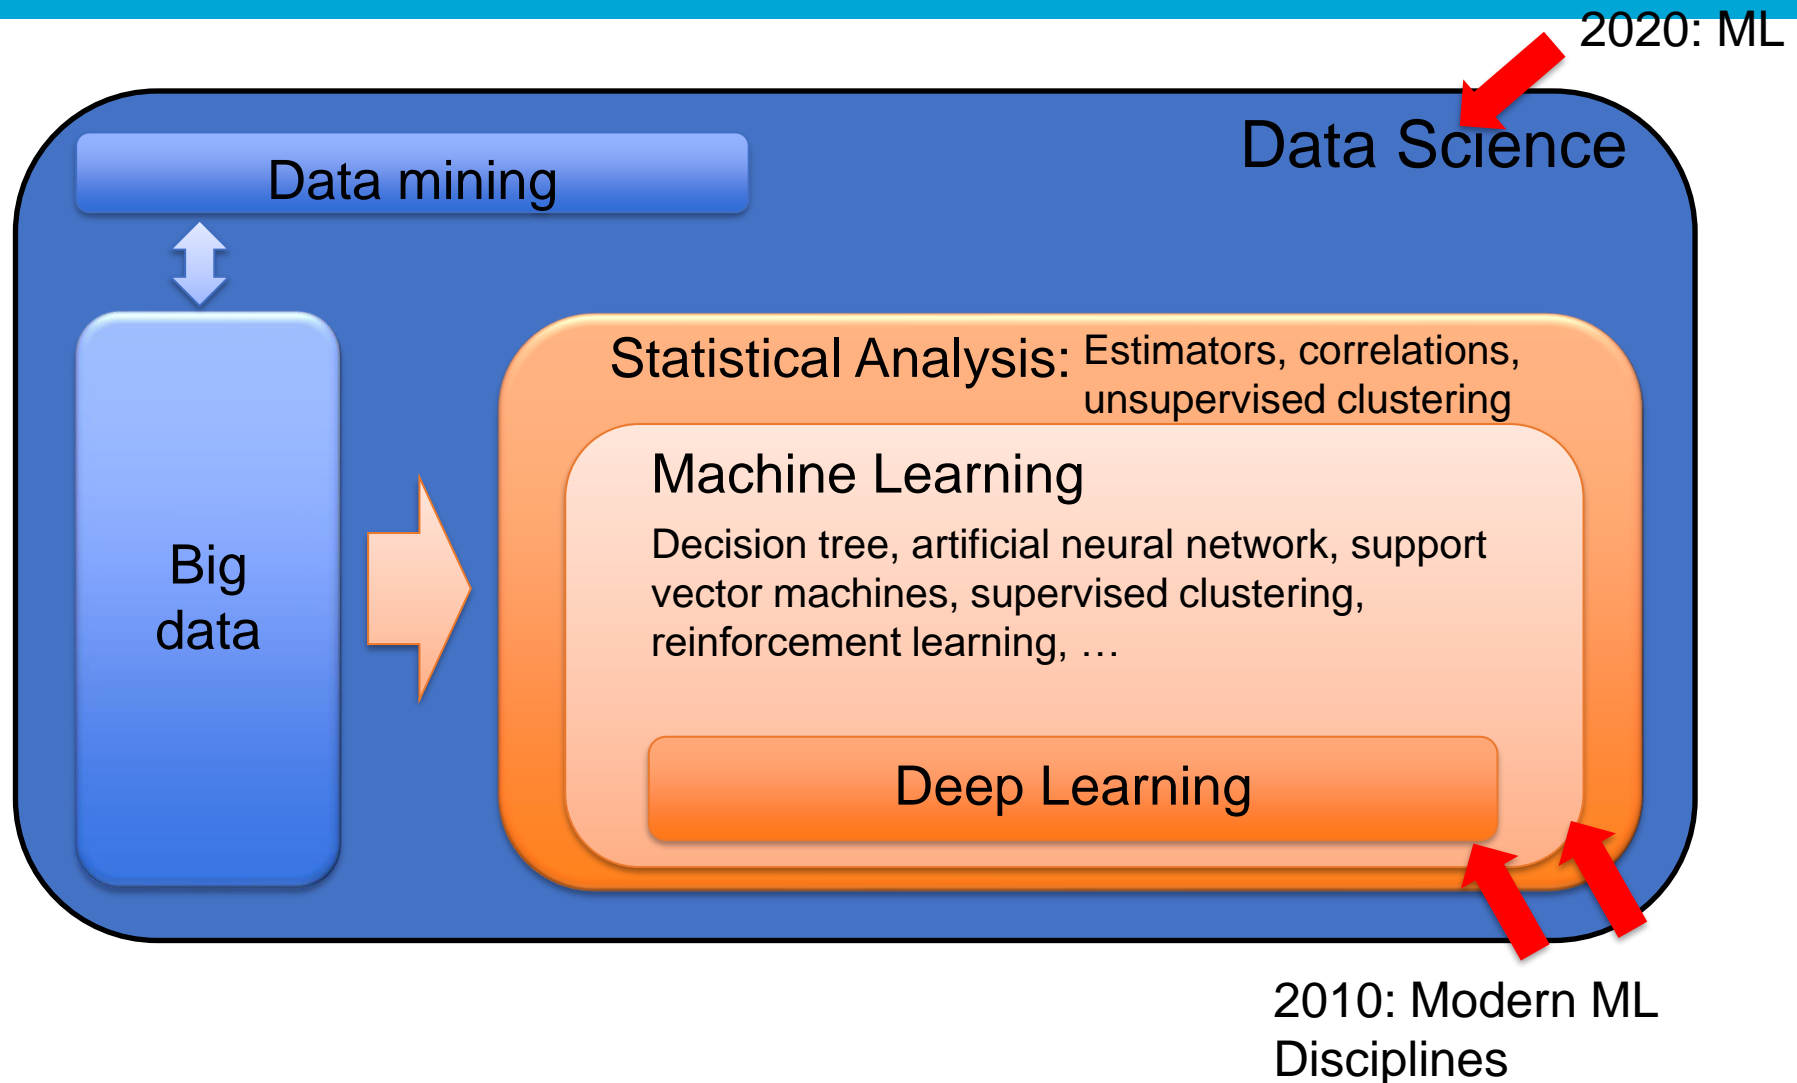 2020: ML
Data Science
Data mining
Statistical Analysis: Estimators, correlations,
unsupervised clustering
Machine Learning
Decision tree, artificial neural network, support
vector machines, supervised clustering,
reinforcement learning, …
Big
data
Deep Learning
2010: Modern ML
Disciplines